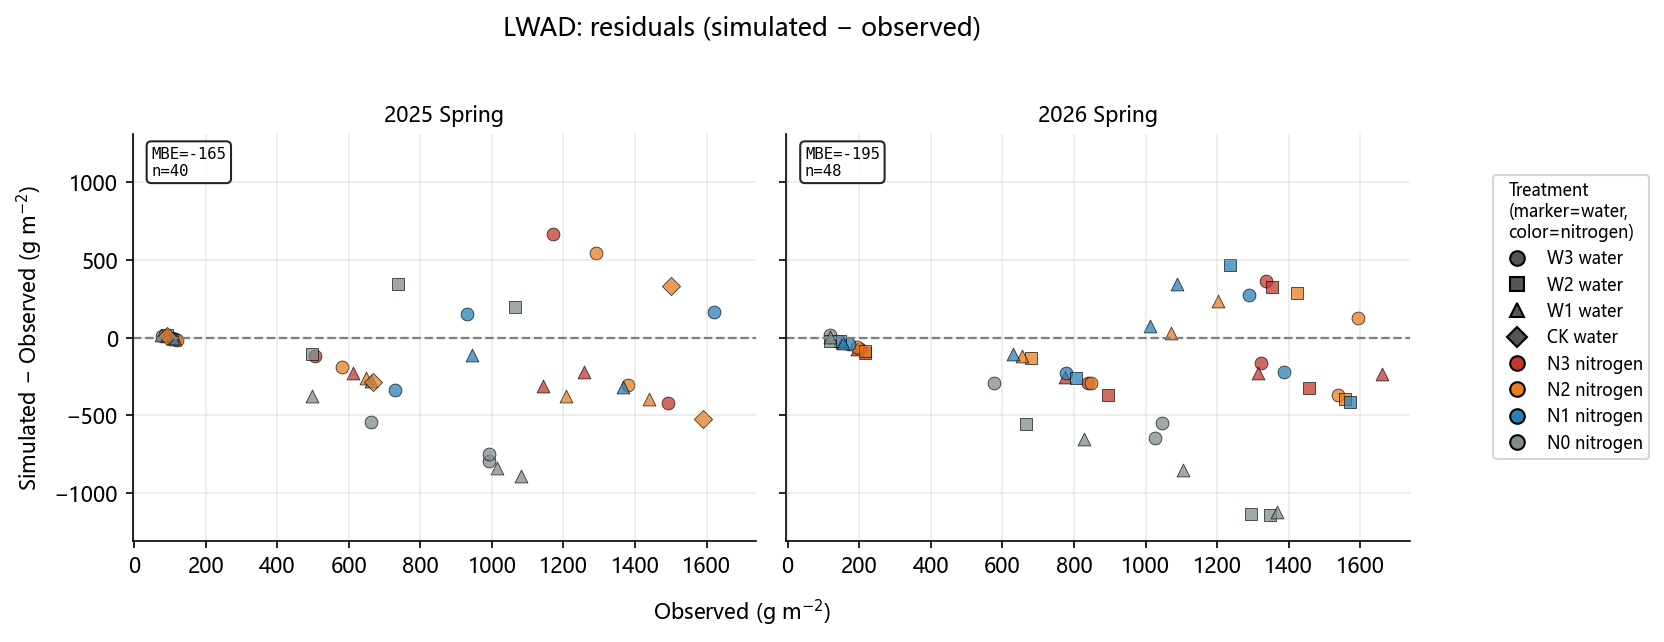 LWAD: residuals (simulated − observed)
2025 Spring
MBE=-165
n=40
1000
500
0
−500
−1000
Simulated − Observed (g m⁻²)
0 200 400 600 800 1000 1200 1400 1600
2026 Spring
MBE=-195
n=48
0 200 400 600 800 1000 1200 1400 1600
Observed (g m⁻²)
Treatment
(marker=water,
color=nitrogen)
W3 water
W2 water
W1 water
CK water
N3 nitrogen
N2 nitrogen
N1 nitrogen
N0 nitrogen